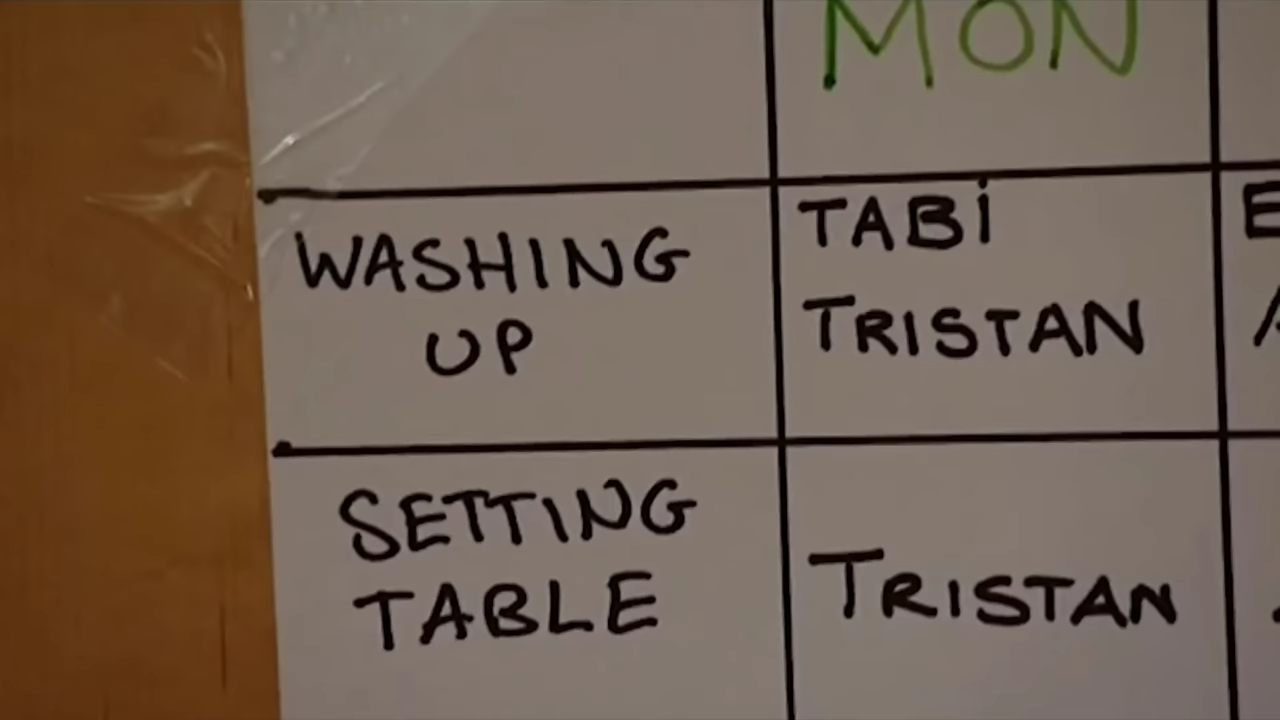 MON
WASHING
UP
TABi
TRISTAN
SETTING
TABLE
TRISTAN